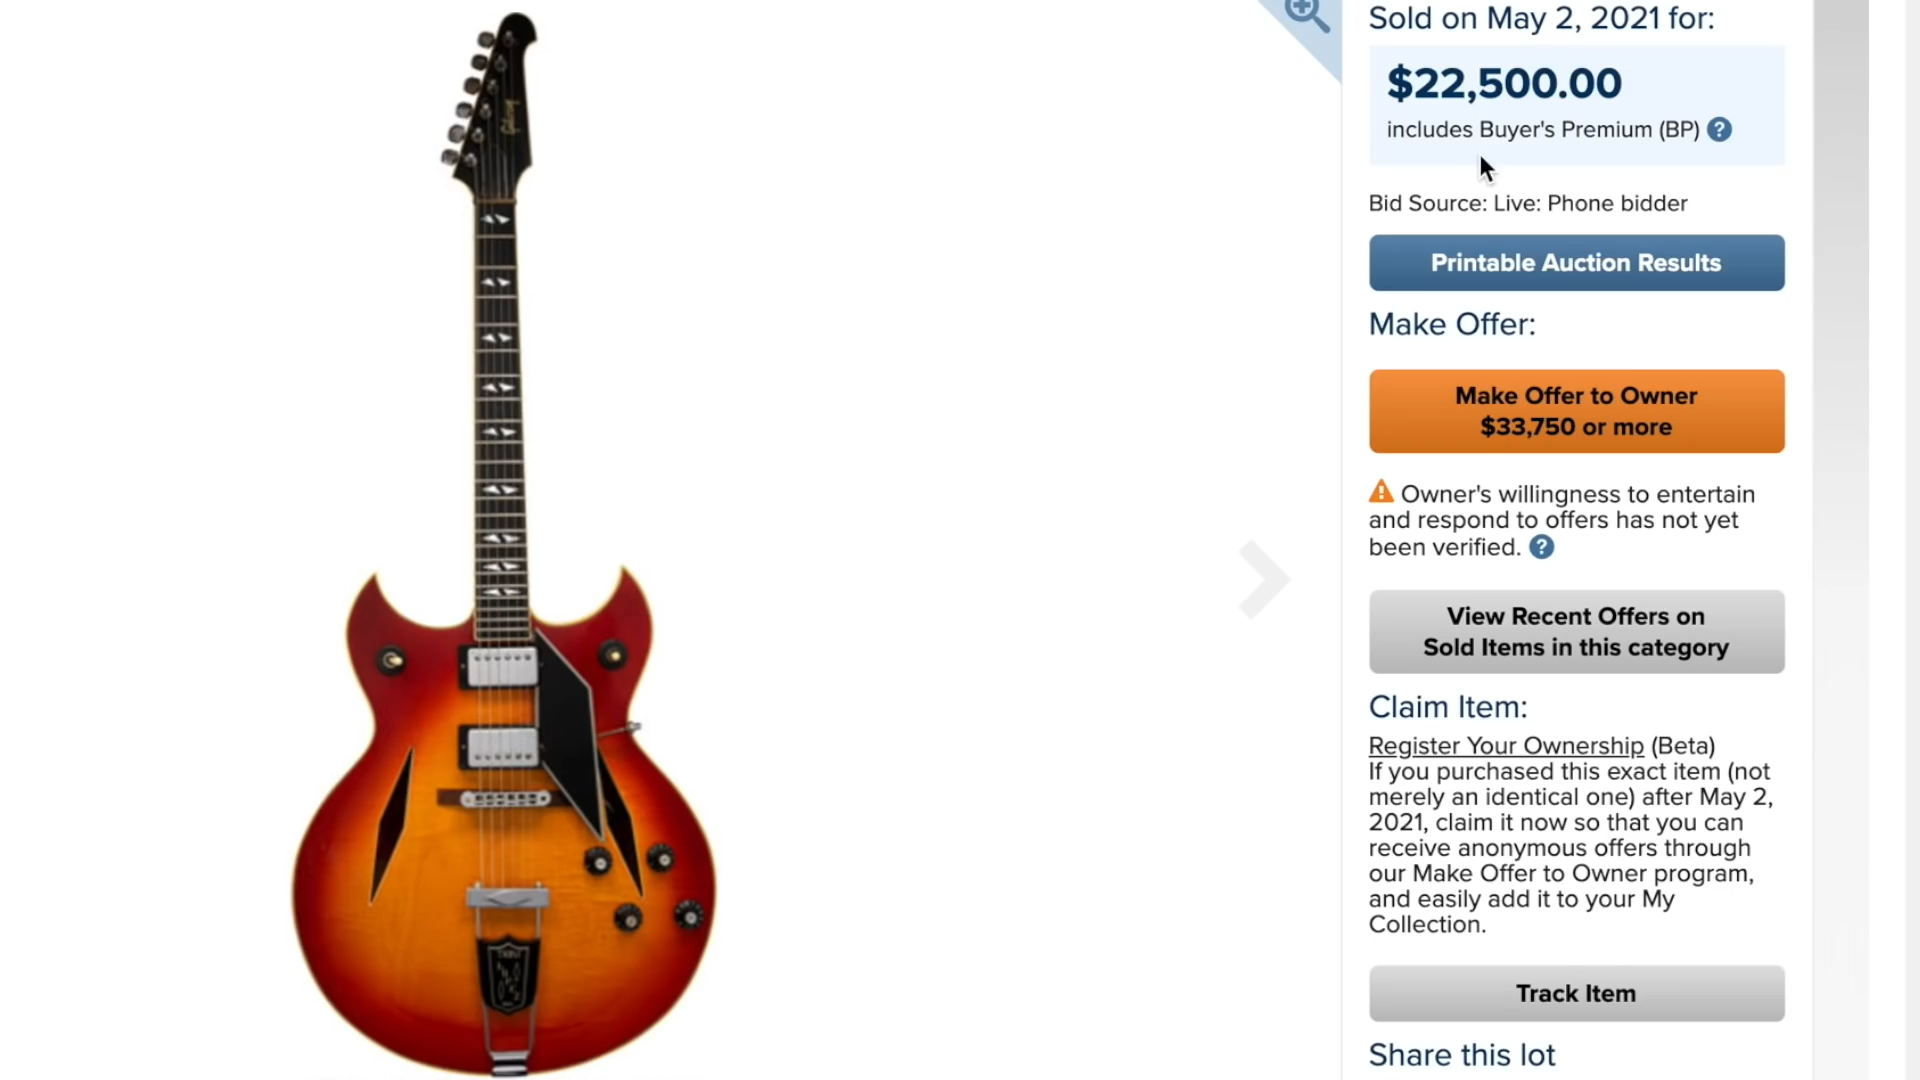 Sold on May 2, 2021 for:
$22,500.00
includes Buyer's Premium (BP) ?
Bid Source: Live: Phone bidder
Printable Auction Results
Make Offer:
Make Offer to Owner
$33,750 or more
Owner's willingness to entertain
and respond to offers has not yet
been verified. ?
View Recent Offers on
Sold Items in this category
Claim Item:
Register Your Ownership (Beta)
If you purchased this exact item (not
merely an identical one) after May 2,
2021, claim it now so that you can
receive anonymous offers through
our Make Offer to Owner program,
and easily add it to your My
Collection.
Track Item
Share this lot
Gibson